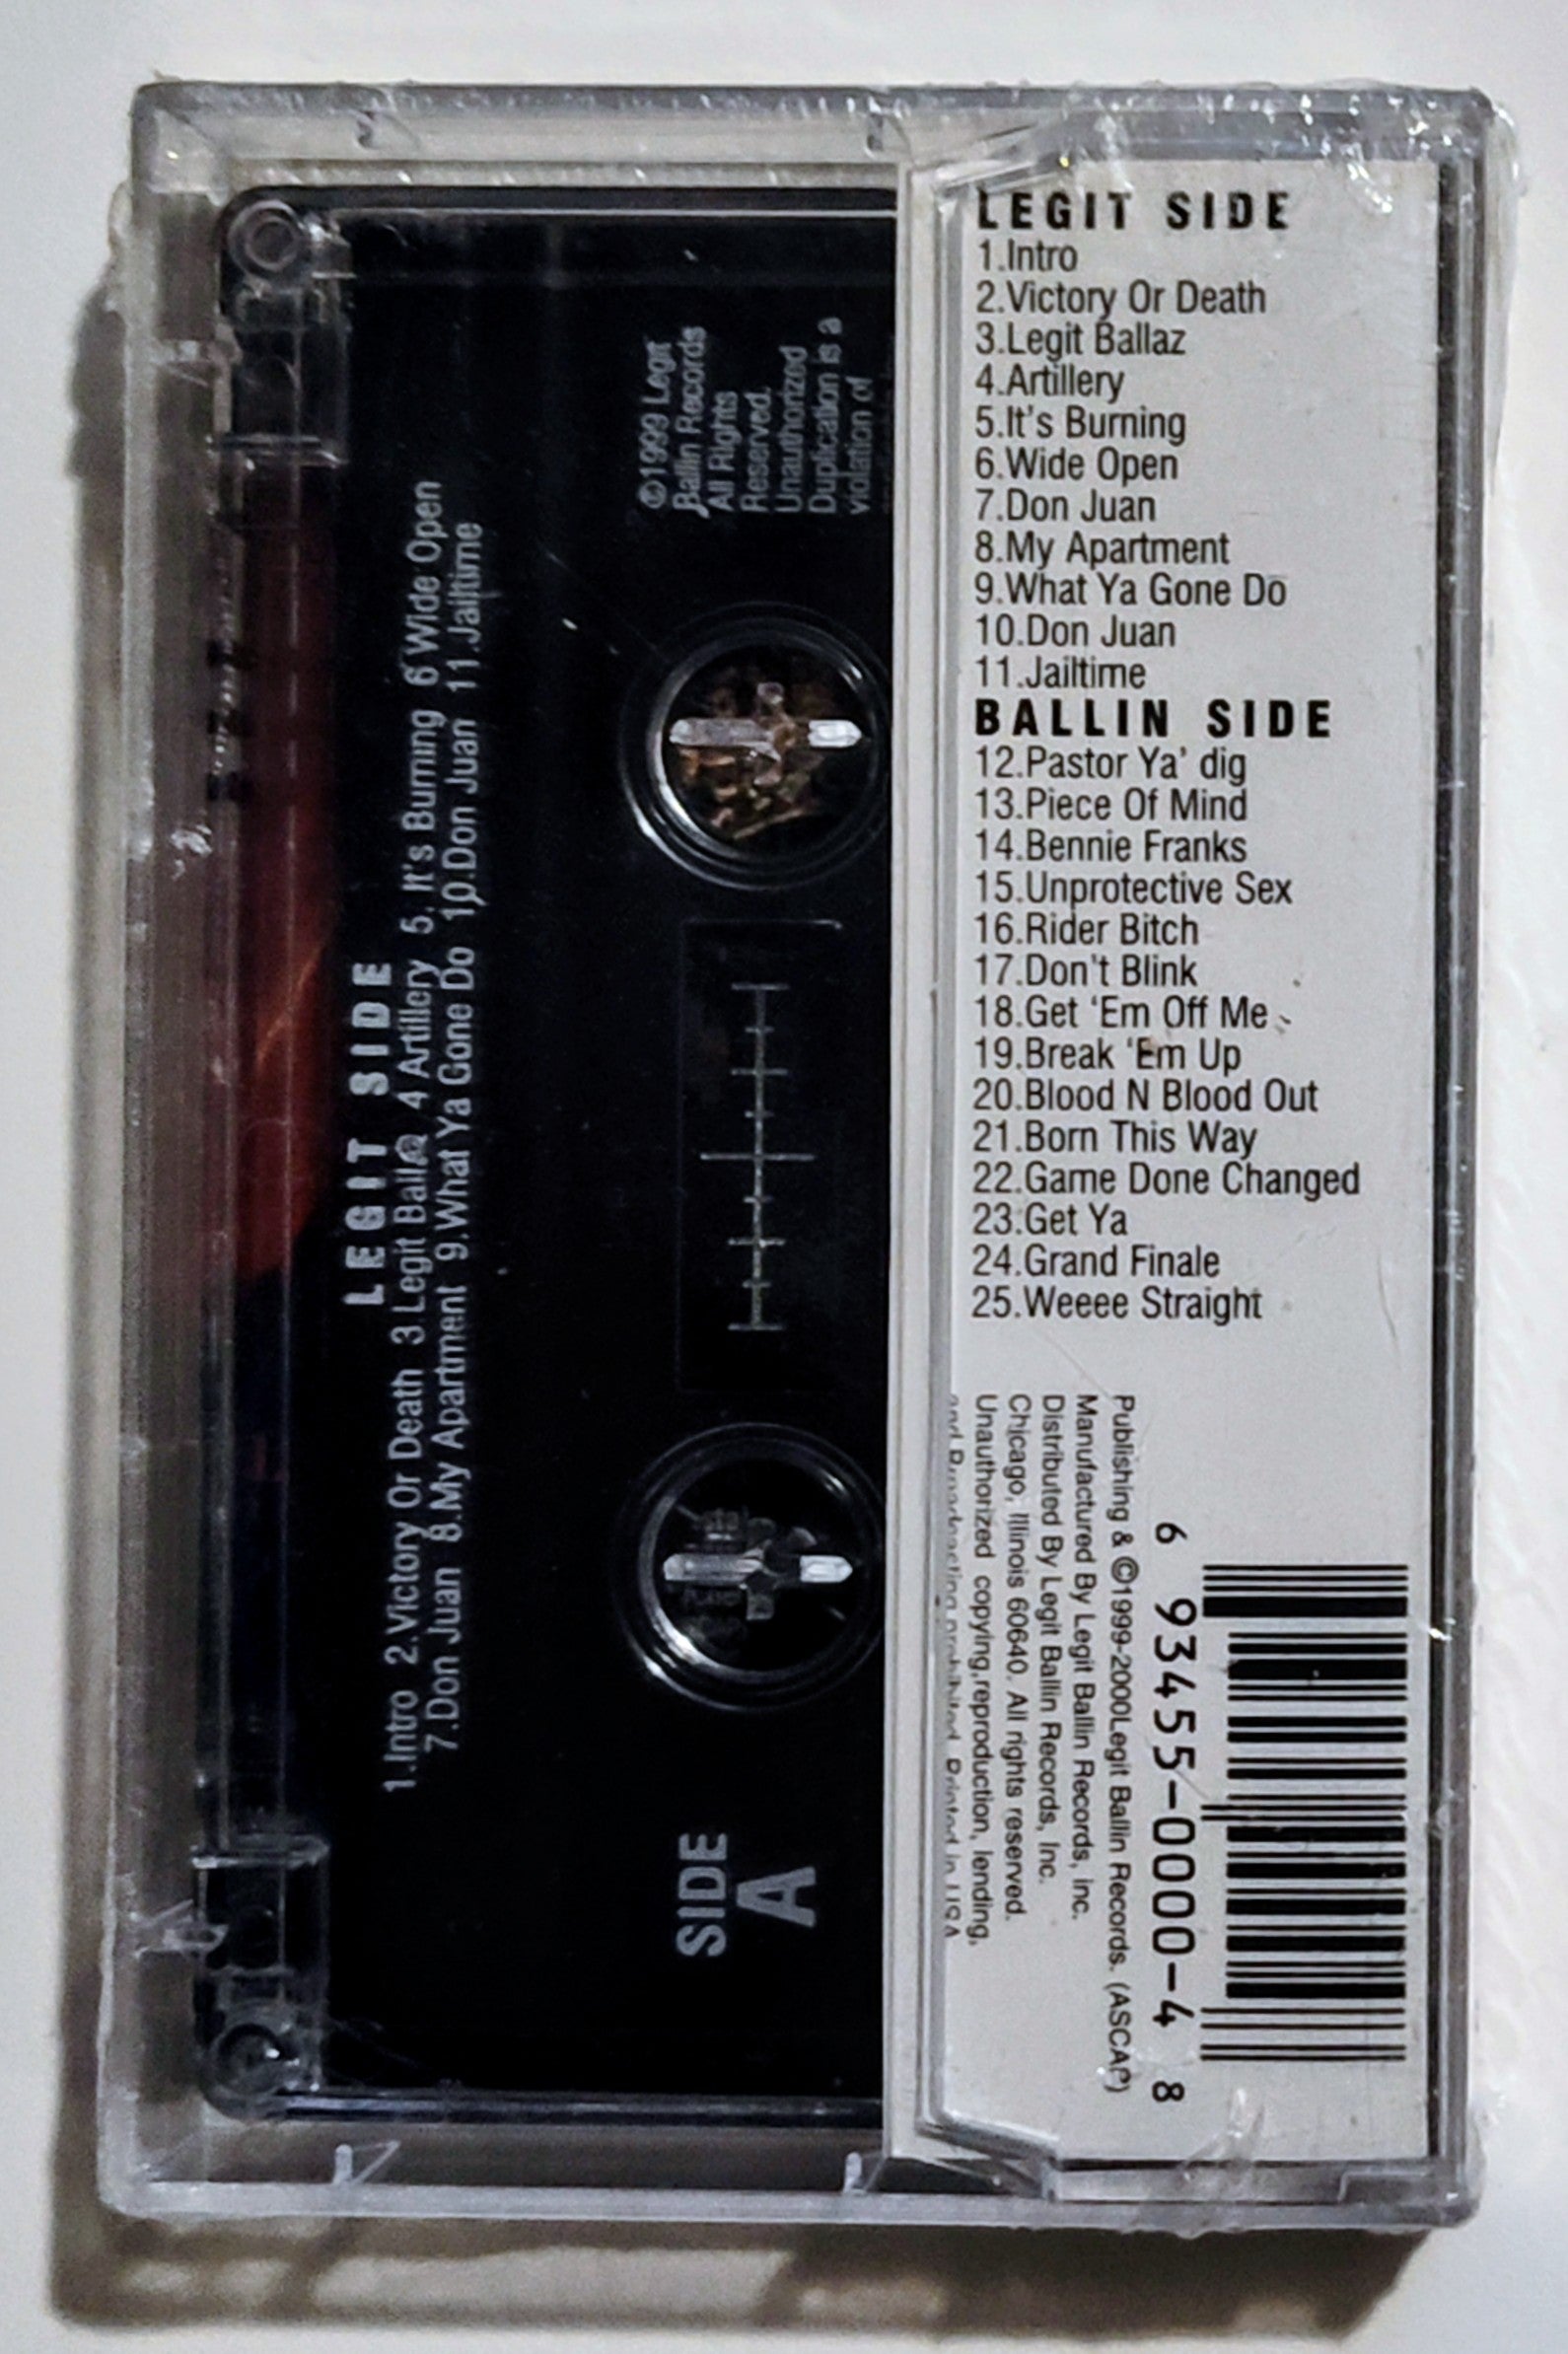 LEGIT SIDE
1.Intro
2.Victory Or Death
3.Legit Ballaz
4.Artillery
5.It's Burning
6.Wide Open
7.Don Juan
8.My Apartment
9.What Ya Gone Do
10.Don Juan
11.Jailtime
BALLIN SIDE
12.Pastor Ya' dig
13.Piece Of Mind
14.Bennie Franks
15.Unprotective Sex
16.Rider Bitch
17.Don't Blink
18.Get ‘Em Off Me
19.Break ‘Em Up
20.Blood N Blood Out
21.Born This Way
22.Game Done Changed
23.Get Ya
24.Grand Finale
25.Weeee Straight
Publishing & ©1999-2000Legit Ballin Records. (ASCAP)
Manufactured By Legit Ballin Records, Inc.
Distributed By Legit Ballin Records, Inc.
Chicago, Illinois 60640. All rights reserved.
Unauthorized copying,reproduction, lending,
and Broadcasting prohibited. Printed in USA
6 93455-0000-4 8
LEGIT SIDE
1.Intro 2.Victory Or Death 3.Legit Ball@ 4 Artillery 5. It's Burning 6 Wide Open
7.Don Juan 8.My Apartment 9.What Ya Gone Do 10.Don Juan 11.Jailtime
©1999 Legit
Ballin Records
All Rights
Reserved.
Unauthorized
Duplication is a
violation of
SIDE
A